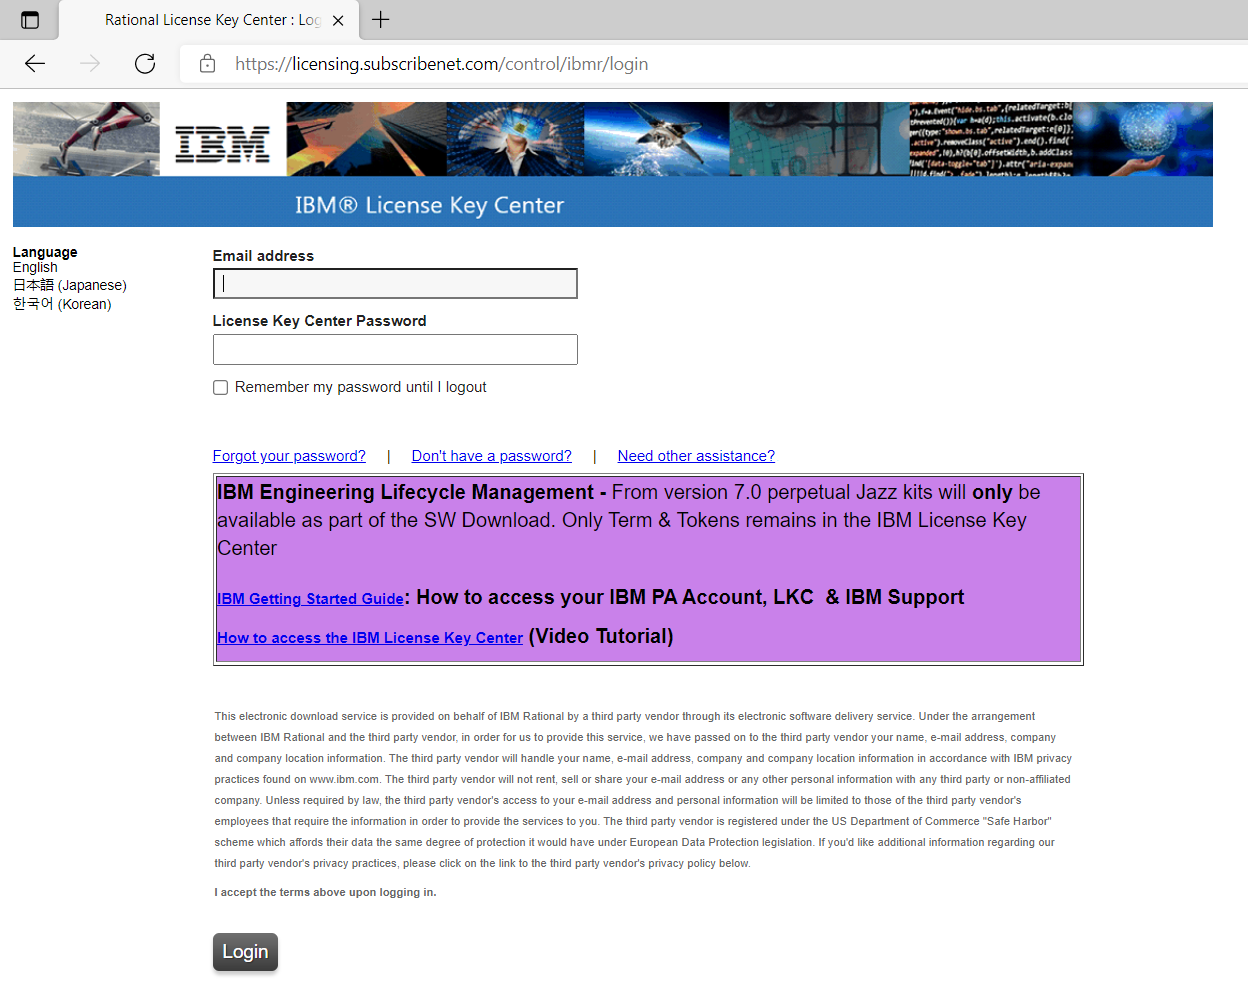 Rational License Key Center : Log
https://licensing.subscribenet.com/control/ibmr/login
IBM
IBM® License Key Center
Language
English
日本語 (Japanese)
한국어 (Korean)
Email address
License Key Center Password
Remember my password until I logout
Forgot your password? | Don't have a password? | Need other assistance?
IBM Engineering Lifecycle Management - From version 7.0 perpetual Jazz kits will only be
available as part of the SW Download. Only Term & Tokens remains in the IBM License Key
Center
IBM Getting Started Guide: How to access your IBM PA Account, LKC & IBM Support
How to access the IBM License Key Center (Video Tutorial)
This electronic download service is provided on behalf of IBM Rational by a third party vendor through its electronic software delivery service. Under the arrangement
between IBM Rational and the third party vendor, in order for us to provide this service, we have passed on to the third party vendor your name, e-mail address, company
and company location information. The third party vendor will handle your name, e-mail address, company and company location information in accordance with IBM privacy
practices found on www.ibm.com. The third party vendor will not rent, sell or share your e-mail address or any other personal information with any third party or non-affiliated
company. Unless required by law, the third party vendor's access to your e-mail address and personal information will be limited to those of the third party vendor's
employees that require the information in order to provide the services to you. The third party vendor is registered under the US Department of Commerce "Safe Harbor"
scheme which affords their data the same degree of protection it would have under European Data Protection legislation. If you'd like additional information regarding our
third party vendor's privacy practices, please click on the link to the third party vendor's privacy policy below.
I accept the terms above upon logging in.
Login